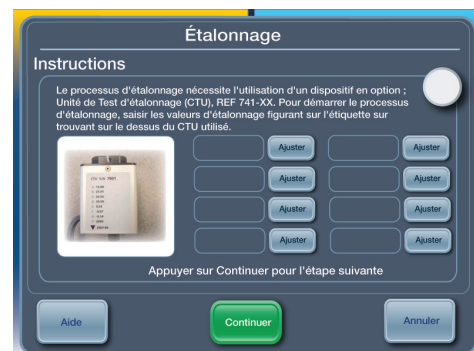 Étalonnage
Instructions
Le processus d'étalonnage nécessite l'utilisation d'un dispositif en option ;
Unité de Test d'étalonnage (CTU), REF 741-XX. Pour démarrer le processus
d'étalonnage, saisir les valeurs d'étalonnage figurant sur l'étiquette sur
trouvant sur le dessus du CTU utilisé.
Ajuster Ajuster
Ajuster Ajuster
Ajuster Ajuster
Ajuster Ajuster
Appuyer sur Continuer pour l'étape suivante
Aide Continuer Annuler